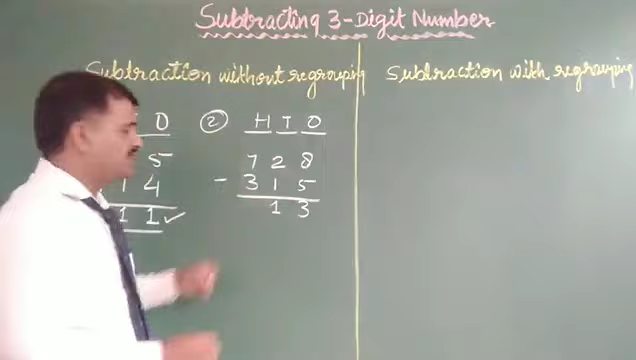 Subtracting 3-Digit Number
Subtraction without regrouping
Subtraction with regrouping
O
② H T O
5
7 2 8
1 4
- 3 1 5
1 1 ✓
1 3